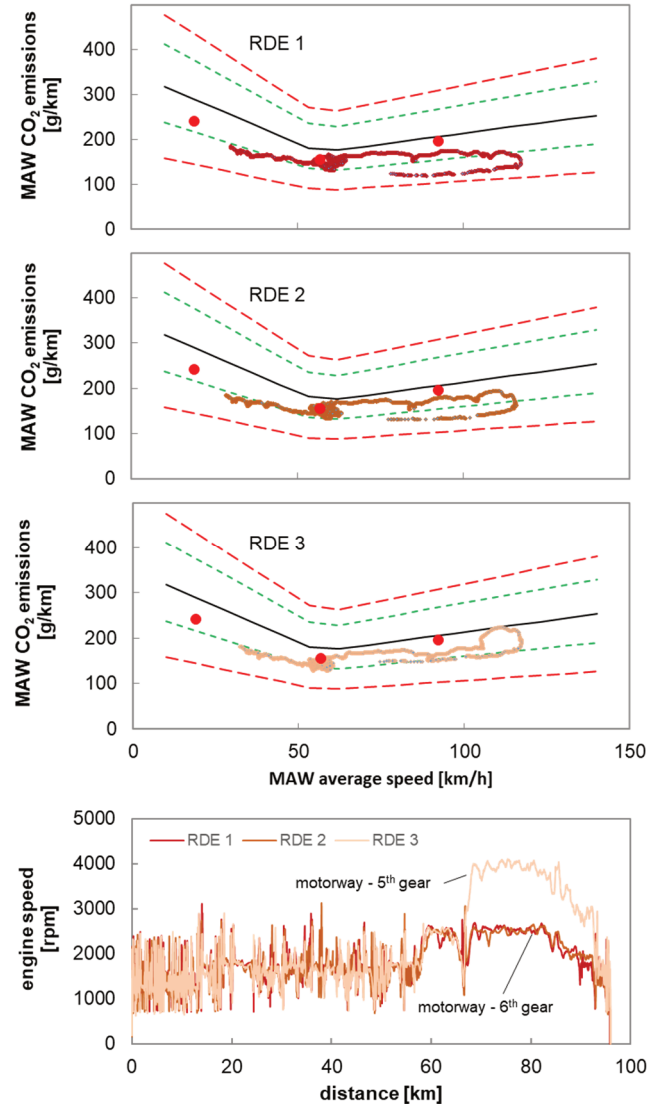 RDE 1
MAW CO2 emissions
[g/km]
400
300
200
100
0
RDE 2
MAW CO2 emissions
[g/km]
400
300
200
100
0
RDE 3
MAW CO2 emissions
[g/km]
400
300
200
100
0
0 50 100 150
MAW average speed [km/h]
engine speed
[rpm]
5000
4000
3000
2000
1000
0
RDE 1 RDE 2 RDE 3
motorway - 5th gear
motorway - 6th gear
0 20 40 60 80 100
distance [km]